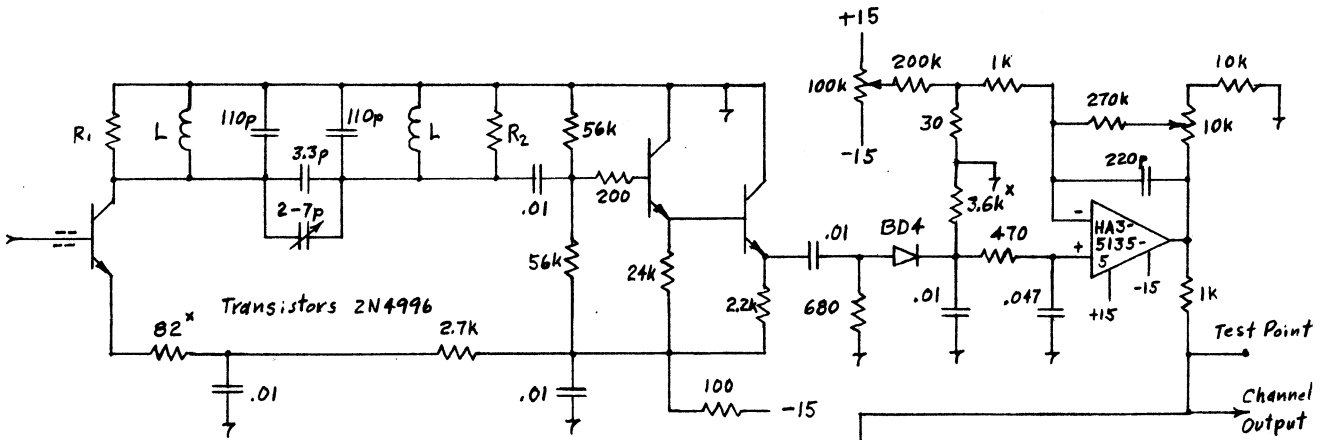 +15
200k
1k
10k
100k
270k
R1
L
110p
110p
L
R2
56k
30
10k
3.3p
-15
220p
2-7p
.01
200
3.6k x
-
HA3-
5135-
5
56k
.01
BD4
470
+
24k
-15
Transistors 2N4996
2.2k
680
.01
.047
+15
1k
82 x
2.7k
Test Point
.01
.01
100
-15
Channel
Output